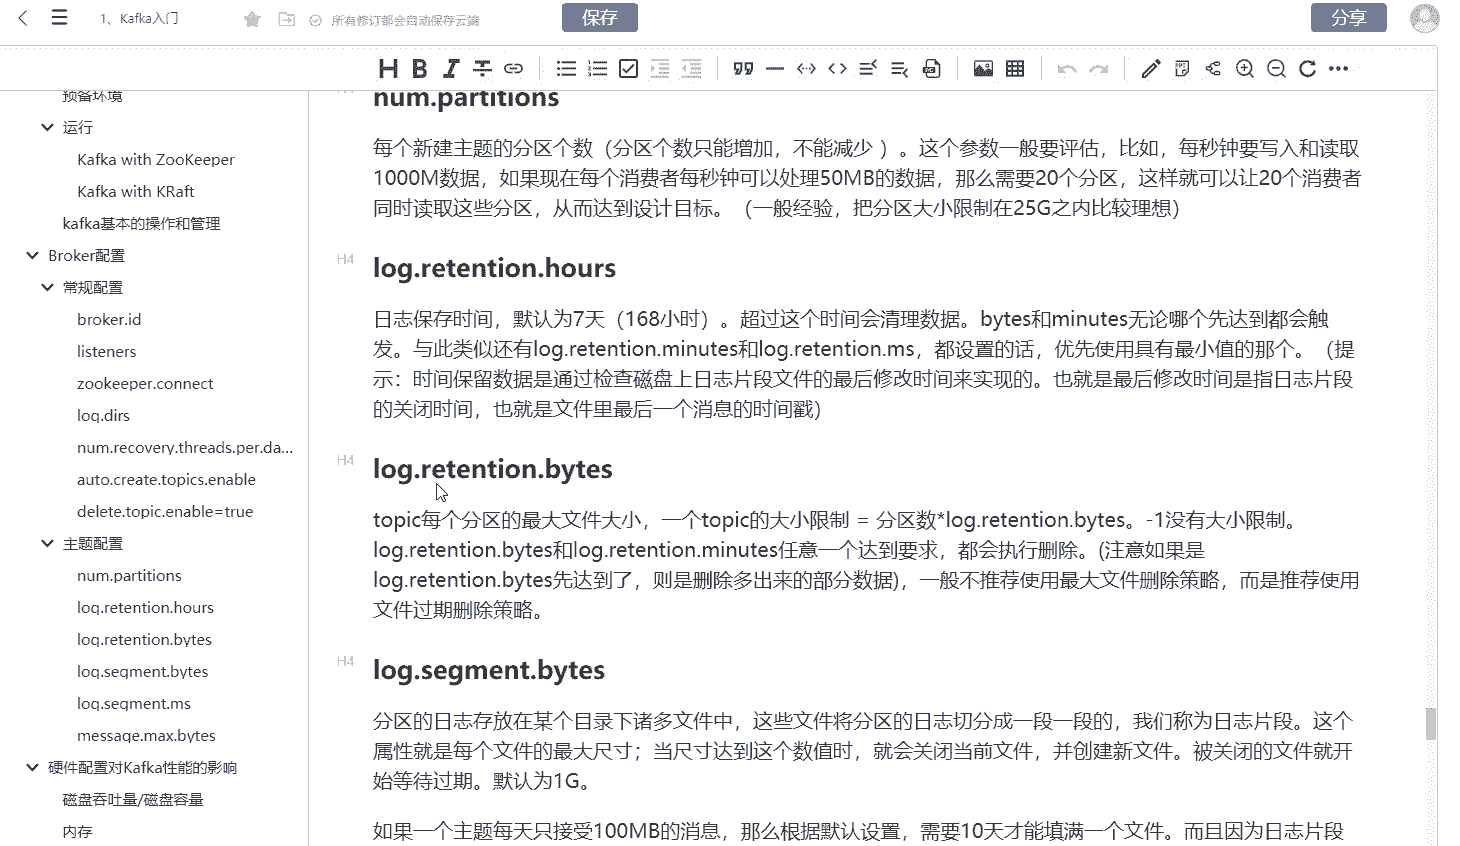 1、Kafka入门
所有修订都会自动保存云端
保存
分享
预备环境
运行
Kafka with ZooKeeper
Kafka with KRaft
kafka基本的操作和管理
Broker配置
常规配置
broker.id
listeners
zookeeper.connect
log.dirs
num.recovery.threads.per.da...
auto.create.topics.enable
delete.topic.enable=true
主题配置
num.partitions
log.retention.hours
log.retention.bytes
log.segment.bytes
log.segment.ms
message.max.bytes
硬件配置对Kafka性能的影响
磁盘吞吐量/磁盘容量
内存
num.partitions
每个新建主题的分区个数（分区个数只能增加，不能减少 ）。这个参数一般要评估，比如，每秒钟要写入和读取
1000M数据，如果现在每个消费者每秒钟可以处理50MB的数据，那么需要20个分区，这样就可以让20个消费者
同时读取这些分区，从而达到设计目标。（一般经验，把分区大小限制在25G之内比较理想）
H4
log.retention.hours
日志保存时间，默认为7天（168小时）。超过这个时间会清理数据。bytes和minutes无论哪个先达到都会触
发。与此类似还有log.retention.minutes和log.retention.ms，都设置的话，优先使用具有最小值的那个。（提
示：时间保留数据是通过检查磁盘上日志片段文件的最后修改时间来实现的。也就是最后修改时间是指日志片段
的关闭时间，也就是文件里最后一个消息的时间戳）
H4
log.retention.bytes
topic每个分区的最大文件大小，一个topic的大小限制 = 分区数*log.retention.bytes。-1没有大小限制。
log.retention.bytes和log.retention.minutes任意一个达到要求，都会执行删除。(注意如果是
log.retention.bytes先达到了，则是删除多出来的部分数据)，一般不推荐使用最大文件删除策略，而是推荐使用
文件过期删除策略。
H4
log.segment.bytes
分区的日志存放在某个目录下诸多文件中，这些文件将分区的日志切分成一段一段的，我们称为日志片段。这个
属性就是每个文件的最大尺寸；当尺寸达到这个数值时，就会关闭当前文件，并创建新文件。被关闭的文件就开
始等待过期。默认为1G。
如果一个主题每天只接受100MB的消息，那么根据默认设置，需要10天才能填满一个文件。而且因为日志片段